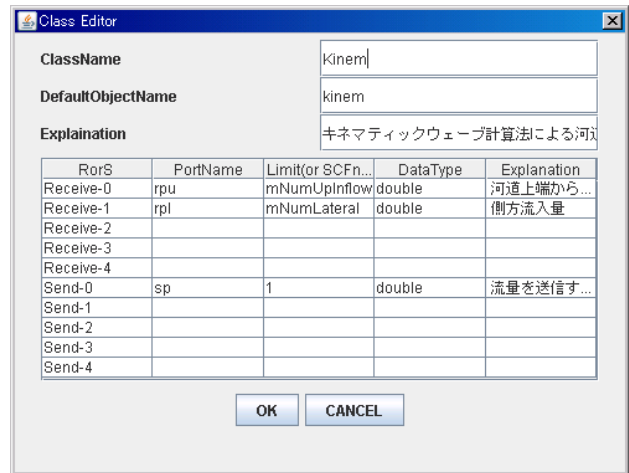 Class Editor
ClassName Kinem
DefaultObjectName kinem
Explaination キネマティックウェーブ計算法による河
RorS PortName Limit(or SCFn... DataType Explanation
Receive-0 rpu mNumUpInflow double 河道上端から...
Receive-1 rpl mNumLateral double 側方流入量
Receive-2
Receive-3
Receive-4
Send-0 sp 1 double 流量を送信す...
Send-1
Send-2
Send-3
Send-4
OK CANCEL